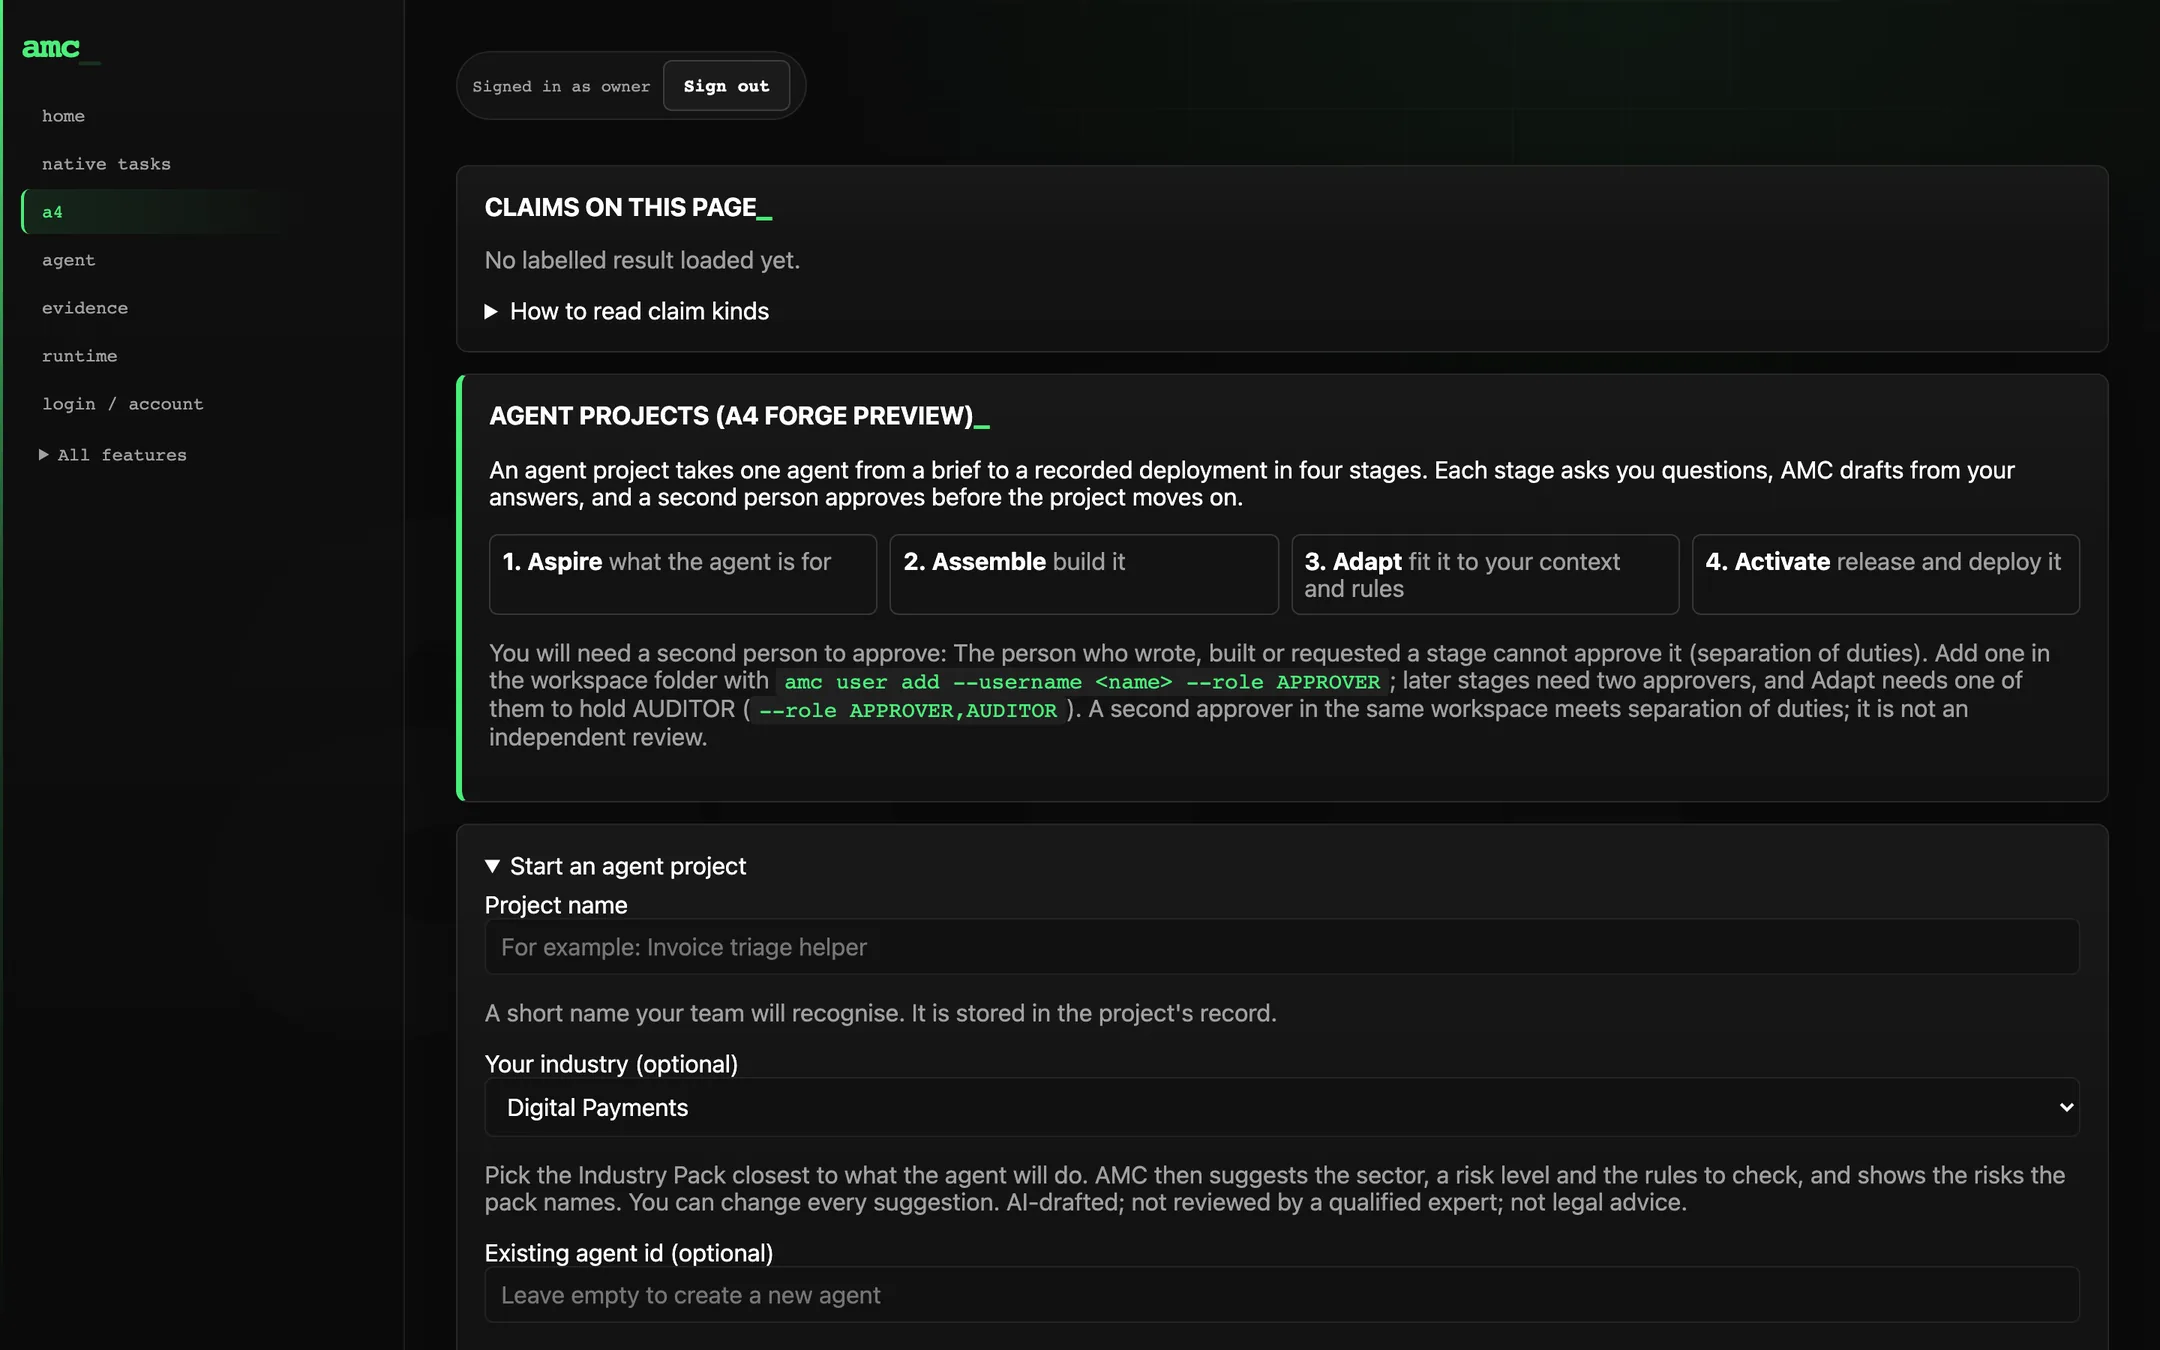 amc_
home
native tasks
a4
agent
evidence
runtime
login / account
▶ All features
Signed in as owner
Sign out
CLAIMS ON THIS PAGE_
No labelled result loaded yet.
▶ How to read claim kinds
AGENT PROJECTS (A4 FORGE PREVIEW)_
An agent project takes one agent from a brief to a recorded deployment in four stages. Each stage asks you questions, AMC drafts from your
answers, and a second person approves before the project moves on.
1. Aspire what the agent is for
2. Assemble build it
3. Adapt fit it to your context
and rules
4. Activate release and deploy it
You will need a second person to approve: The person who wrote, built or requested a stage cannot approve it (separation of duties). Add one in
the workspace folder with amc user add --username <name> --role APPROVER ; later stages need two approvers, and Adapt needs one of
them to hold AUDITOR ( --role APPROVER,AUDITOR ). A second approver in the same workspace meets separation of duties; it is not an
independent review.
▼ Start an agent project
Project name
For example: Invoice triage helper
A short name your team will recognise. It is stored in the project's record.
Your industry (optional)
Digital Payments
Pick the Industry Pack closest to what the agent will do. AMC then suggests the sector, a risk level and the rules to check, and shows the risks the
pack names. You can change every suggestion. AI-drafted; not reviewed by a qualified expert; not legal advice.
Existing agent id (optional)
Leave empty to create a new agent